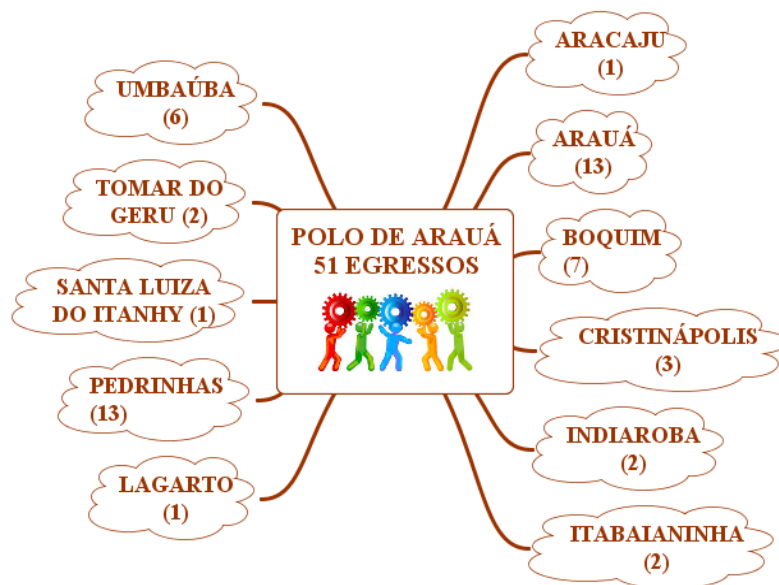 POLO DE ARAUÁ
51 EGRESSOS
ARACAJU
(1)
ARAUÁ
(13)
BOQUIM
(7)
CRISTINÁPOLIS
(3)
INDIAROBA
(2)
ITABAIANINHA
(2)
UMBAÚBA
(6)
TOMAR DO
GERU (2)
SANTA LUIZA
DO ITANHY (1)
PEDRINHAS
(13)
LAGARTO
(1)